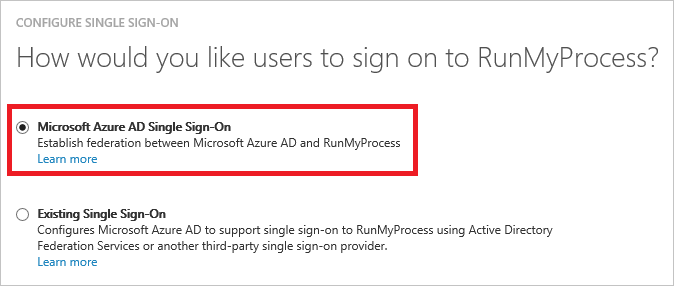 CONFIGURE SINGLE SIGN-ON
How would you like users to sign on to RunMyProcess?
Microsoft Azure AD Single Sign-On
Establish federation between Microsoft Azure AD and RunMyProcess
Learn more
Existing Single Sign-On
Configures Microsoft Azure AD to support single sign-on to RunMyProcess using Active Directory
Federation Services or another third-party single sign-on provider.
Learn more